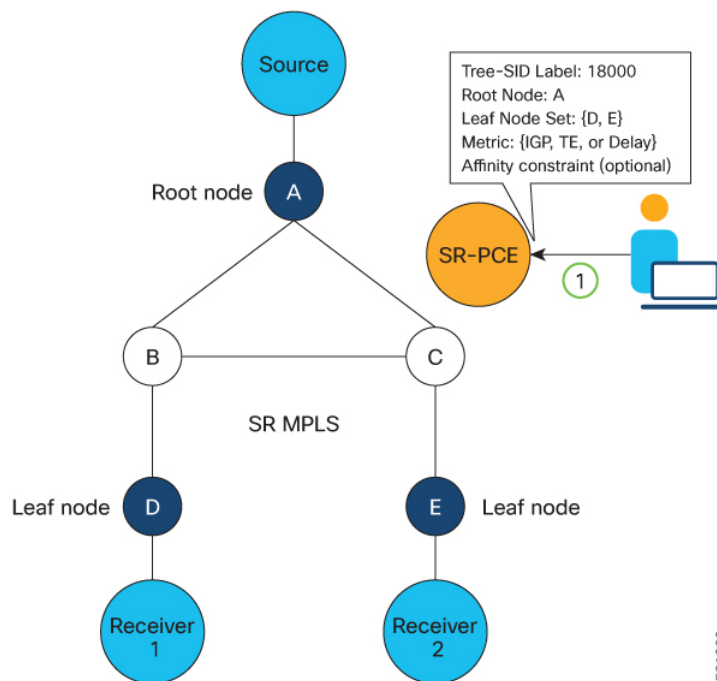 Source
Tree-SID Label: 18000
Root Node: A
Leaf Node Set: {D, E}
Metric: {IGP, TE, or Delay}
Affinity constraint (optional)
Root node
A
SR-PCE
1
B
C
SR MPLS
Leaf node
D
E
Leaf node
Receiver
1
Receiver
2